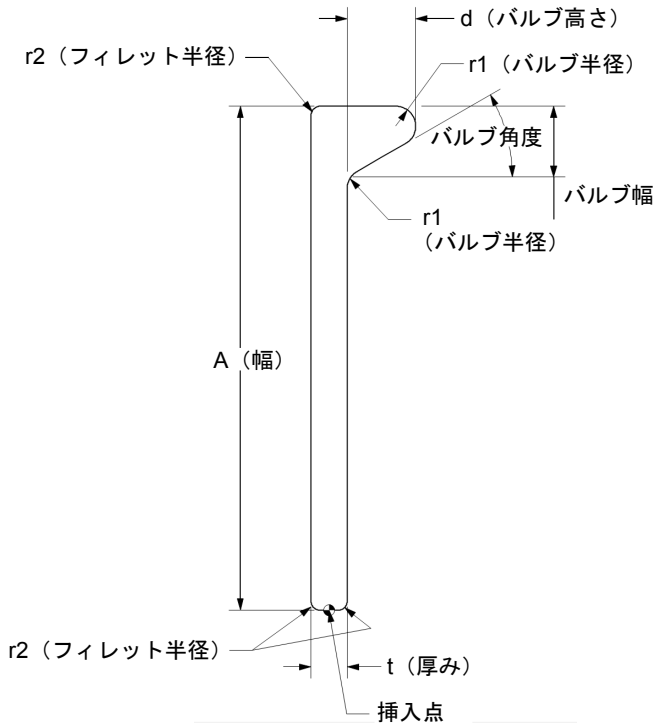 d（バルブ高さ）
r2（フィレット半径）
r1（バルブ半径）
バルブ角度
バルブ幅
r1
（バルブ半径）
A（幅）
r2（フィレット半径）
t（厚み）
挿入点